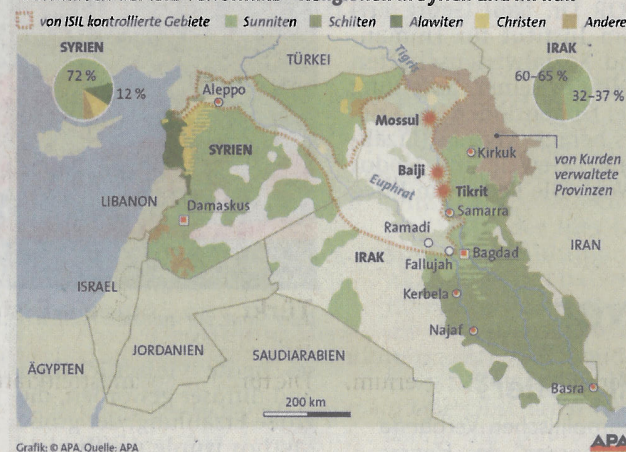 von ISIL kontrollierte Gebiete Sunniten Schiiten Alawiten Christen Andere
SYRIEN
72 %
12 %
IRAK
60–65 %
32–37 %
TÜRKEI
Tigris
Aleppo
Mossul
Kirkuk
von Kurden
verwaltete
Provinzen
SYRIEN
Baiji
Euphrat
Tikrit
LIBANON
Damaskus
Samarra
Ramadi
IRAK
Fallujah
Bagdad
IRAN
ISRAEL
Kerbela
Najaf
JORDANIEN
SAUDIARABIEN
ÄGYPTEN
Basra
200 km
Grafik: © APA, Quelle: APA
APA